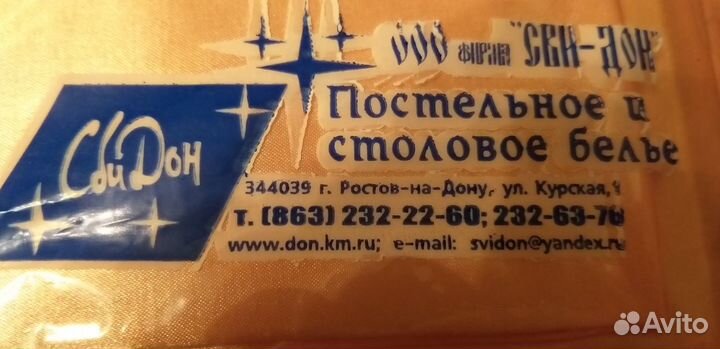 СвиДон
ООО фирма "СВИ-ДОН"
Постельное и
столовое белье
344039 г. Ростов-на-Дону, ул. Курская,
т. (863) 232-22-60; 232-63-76
www.don.km.ru; e-mail: svidon@yandex.ru
Avito